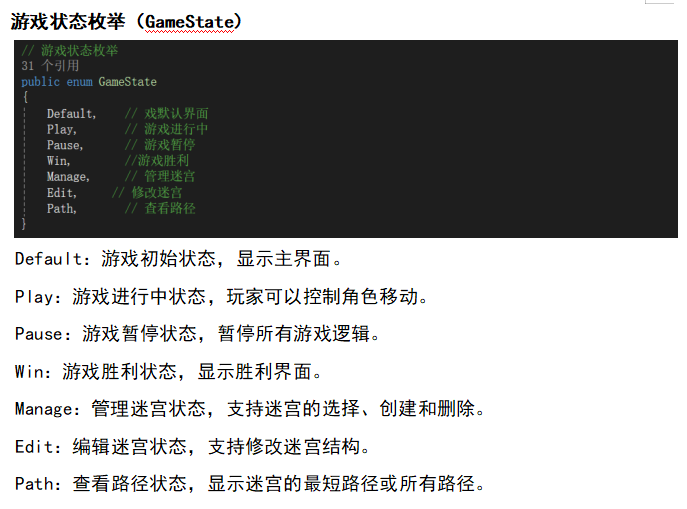 游戏状态枚举（GameState）
// 游戏状态枚举
31 个引用
public enum GameState
{
Default,    // 戏默认界面
Play,       // 游戏进行中
Pause,      // 游戏暂停
Win,        //游戏胜利
Manage,     // 管理迷宫
Edit,     // 修改迷宫
Path,       // 查看路径
}
Default：游戏初始状态，显示主界面。
Play：游戏进行中状态，玩家可以控制角色移动。
Pause：游戏暂停状态，暂停所有游戏逻辑。
Win：游戏胜利状态，显示胜利界面。
Manage：管理迷宫状态，支持迷宫的选择、创建和删除。
Edit：编辑迷宫状态，支持修改迷宫结构。
Path：查看路径状态，显示迷宫的最短路径或所有路径。